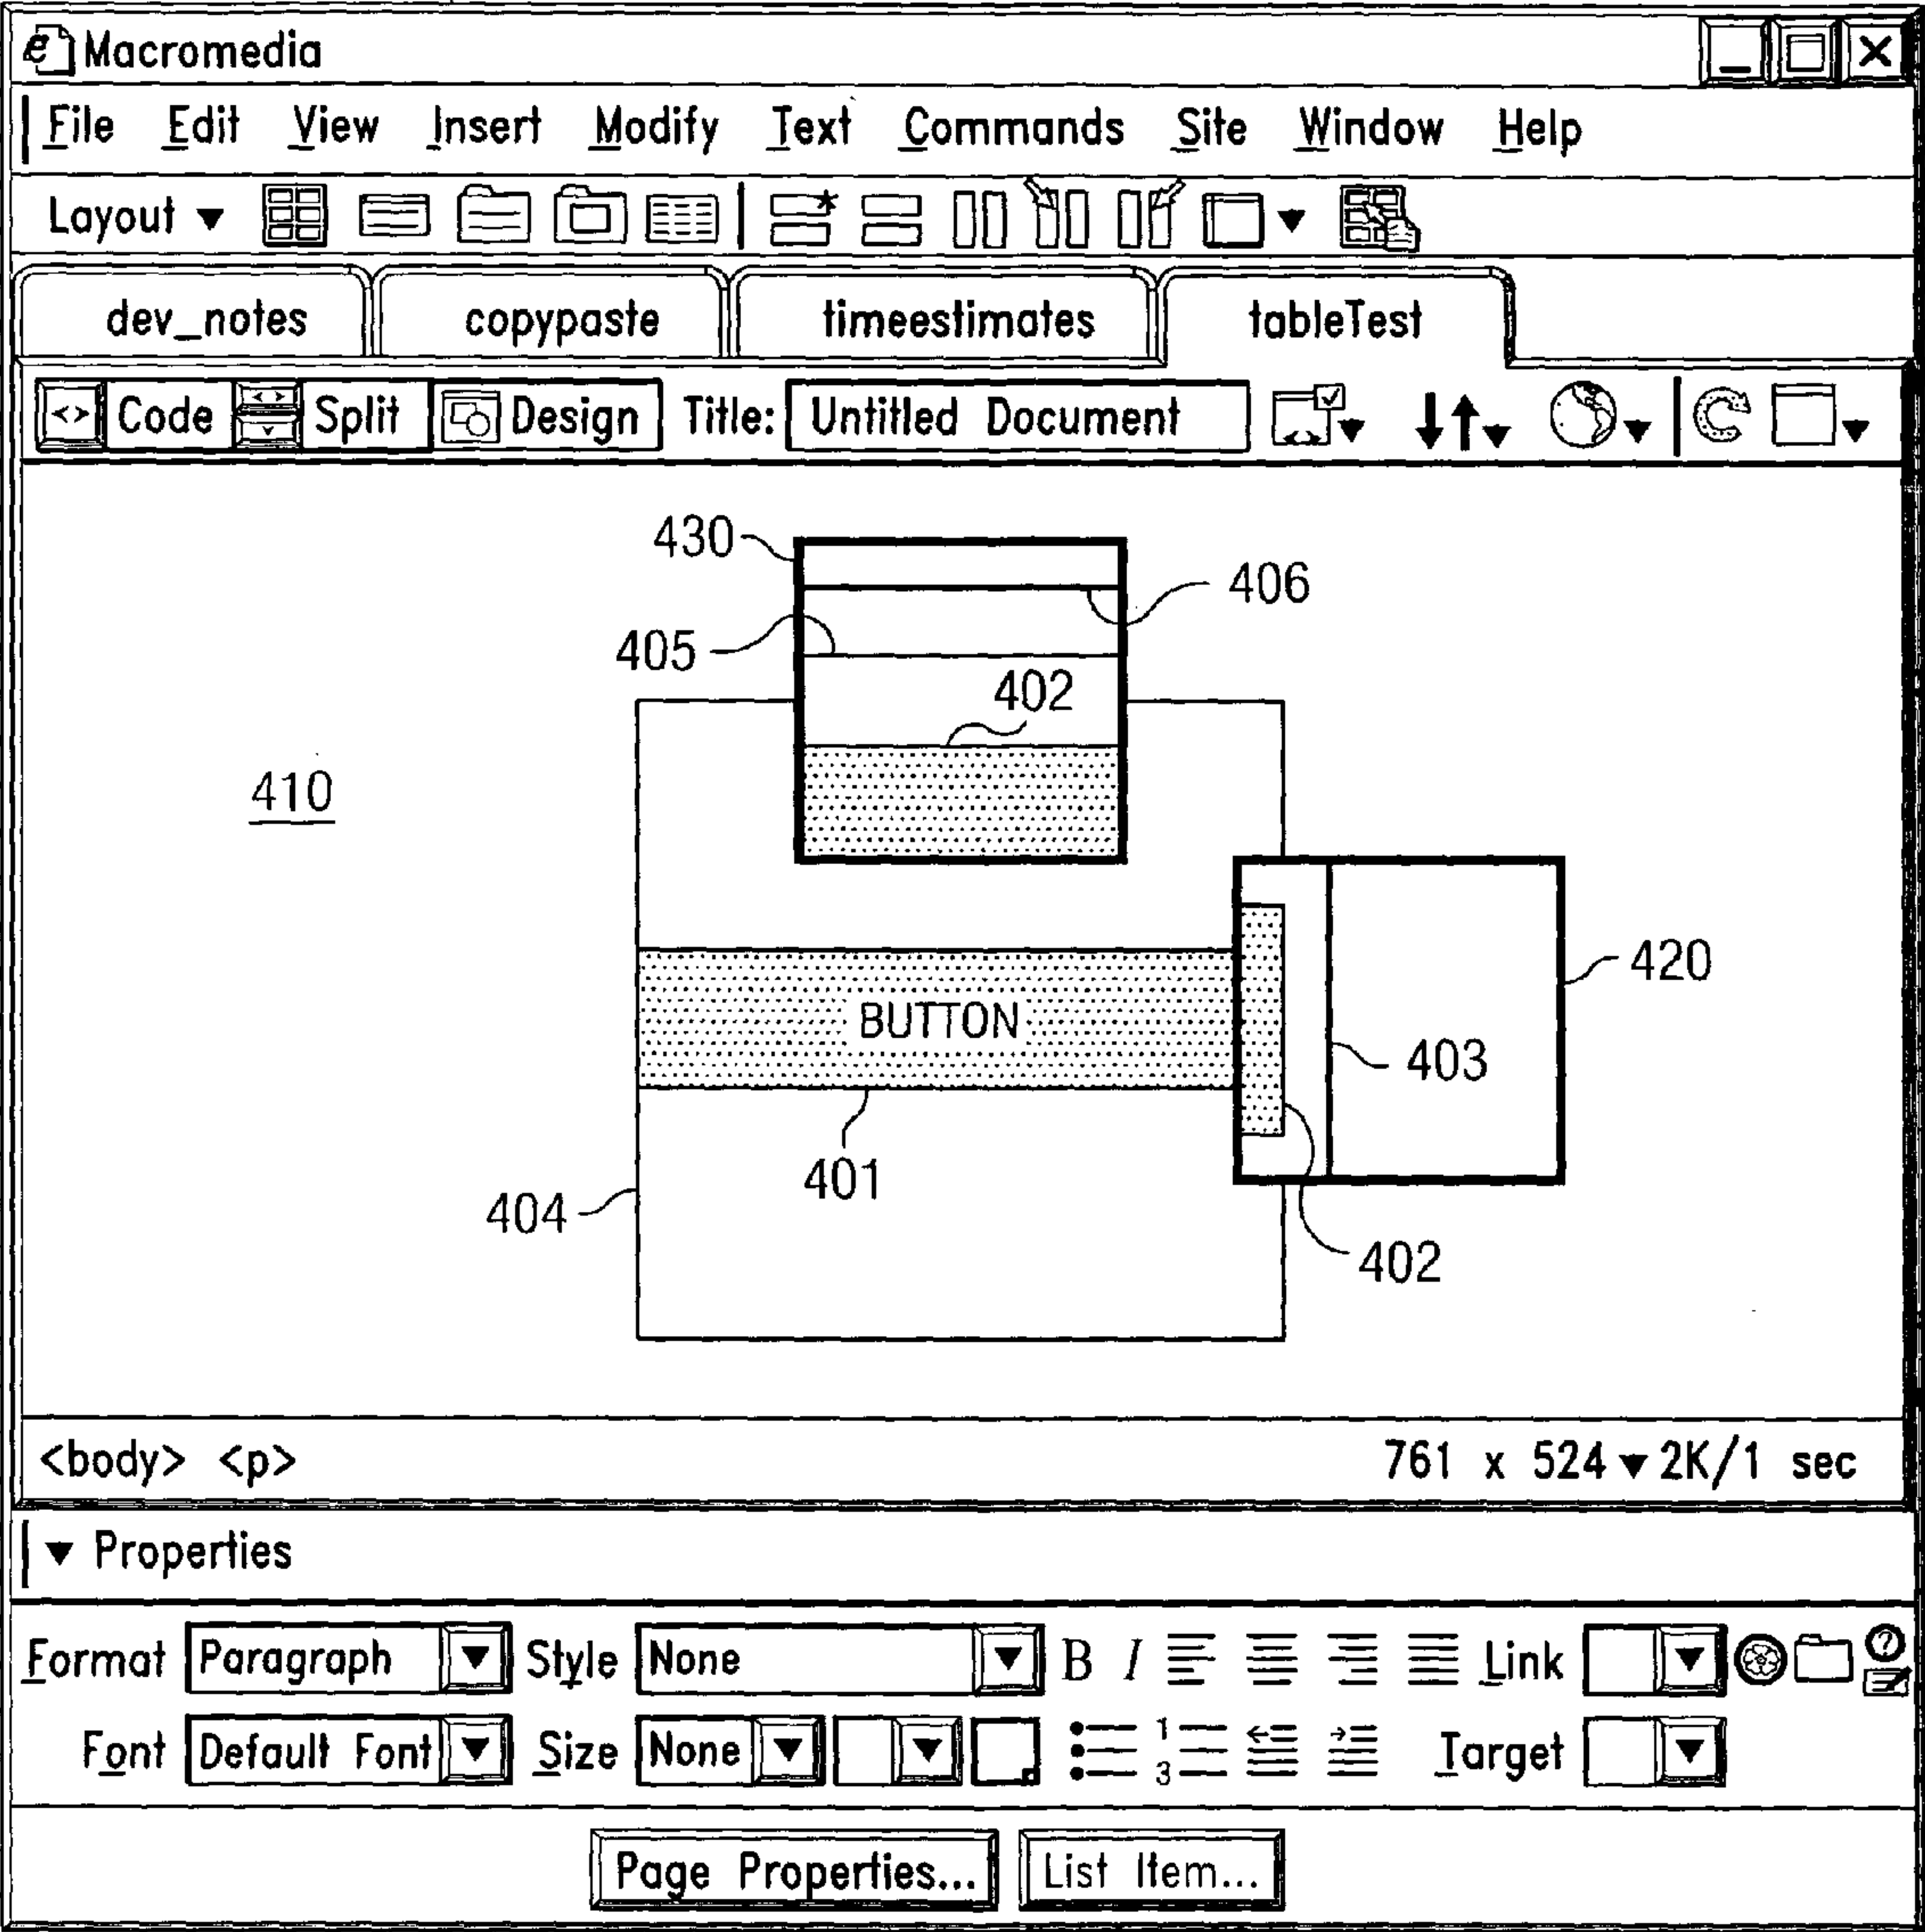 Macromedia
File Edit View Insert Modify Text Commands Site Window Help
Layout
dev_notes copypaste timeestimates tableTest
<> Code Split Design Title: Untitled Document
430
406
405
402
410
420
BUTTON
403
401
404
402
<body> <p> 761 x 524 2K/1 sec
Properties
Format Paragraph Style None B I Link ?
Font Default Font Size None 1 3 Target
Page Properties... List Item...